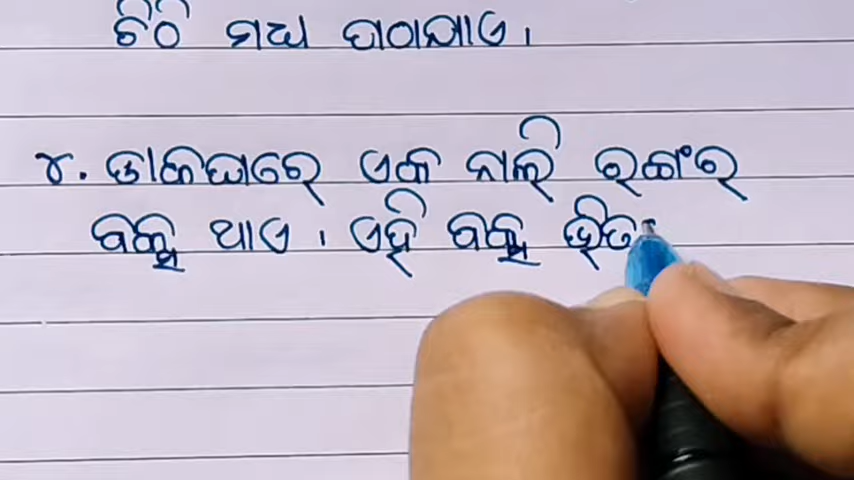 ଚିଠି ମଧ୍ୟ ପଠାଯାଏ ।
୪. ଡାକଘରେ ଏକ ନାଲି ରଙ୍ଗର
ବାକ୍ସ ଥାଏ । ଏହି ବାକ୍ସ ଭିତ